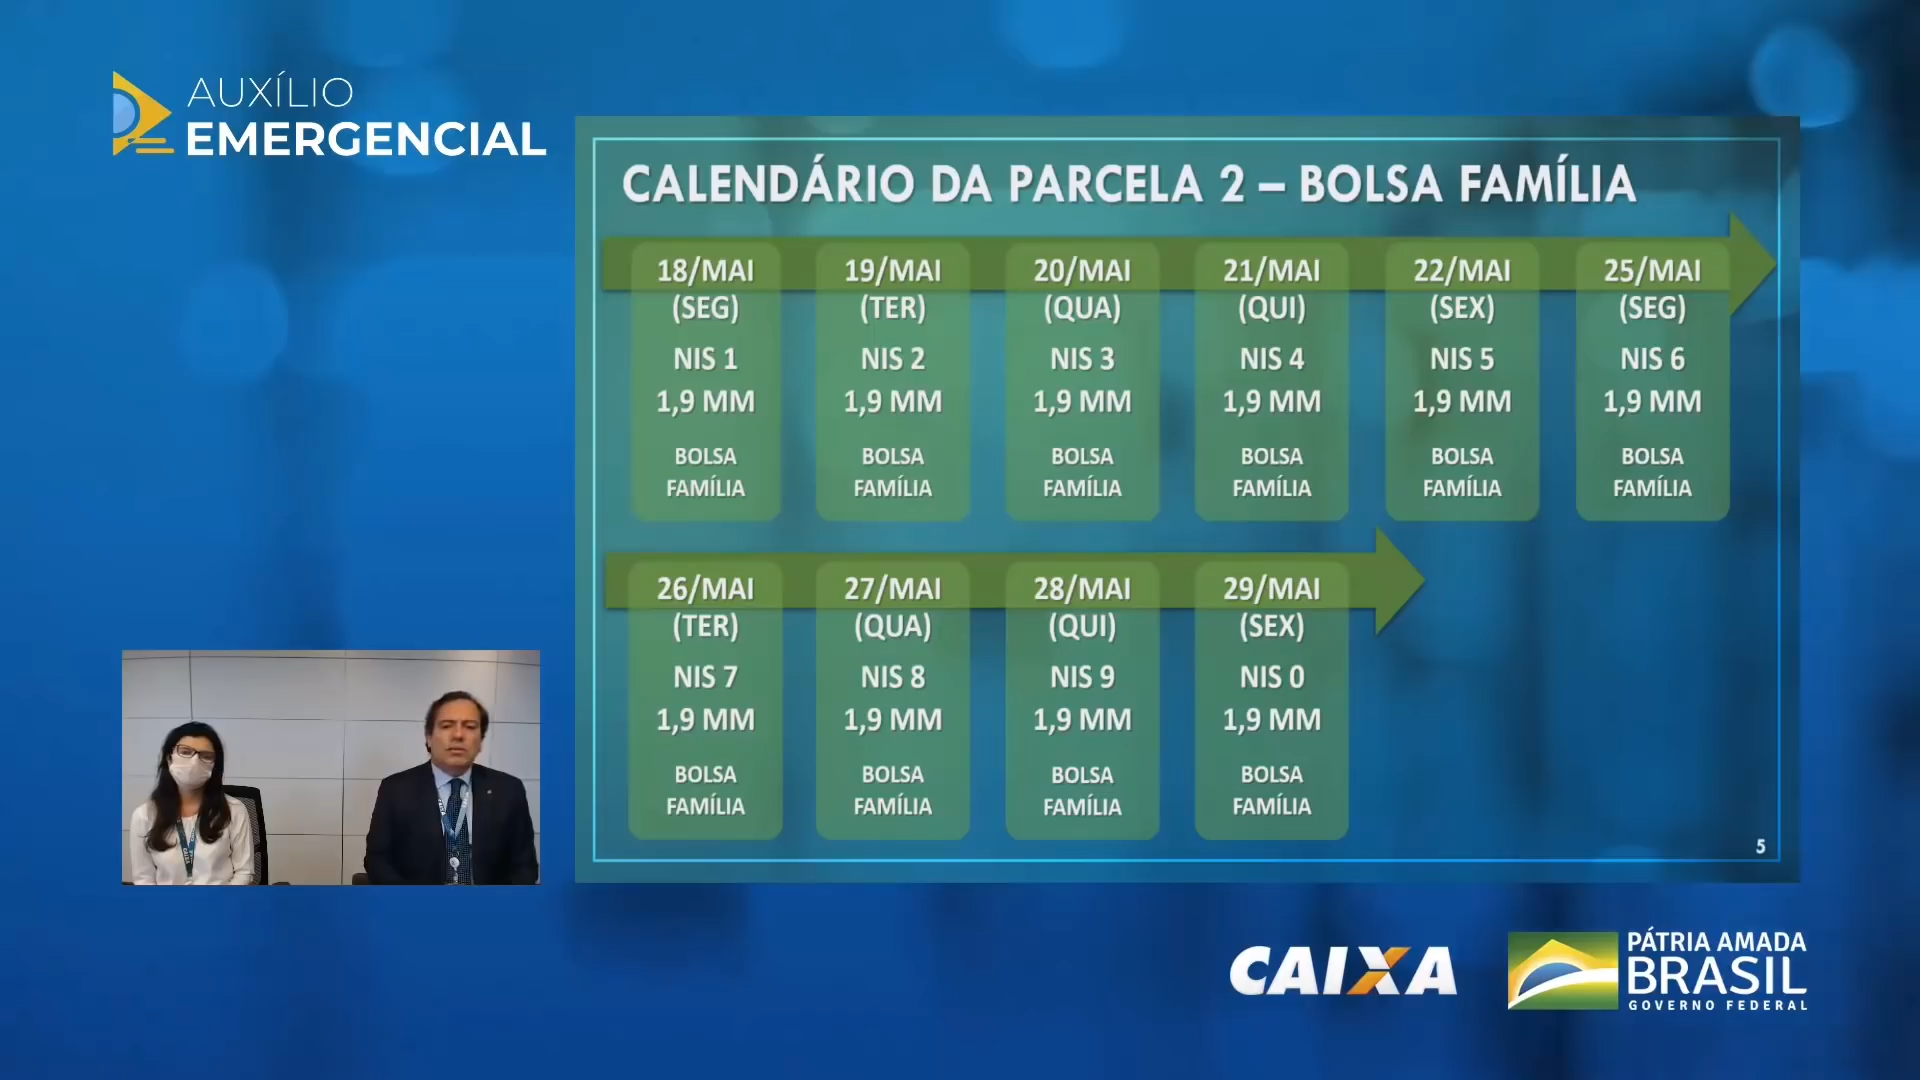 AUXÍLIO
EMERGENCIAL
CALENDÁRIO DA PARCELA 2 – BOLSA FAMÍLIA
18/MAI
(SEG)
NIS 1
1,9 MM
BOLSA
FAMÍLIA
19/MAI
(TER)
NIS 2
1,9 MM
BOLSA
FAMÍLIA
20/MAI
(QUA)
NIS 3
1,9 MM
BOLSA
FAMÍLIA
21/MAI
(QUI)
NIS 4
1,9 MM
BOLSA
FAMÍLIA
22/MAI
(SEX)
NIS 5
1,9 MM
BOLSA
FAMÍLIA
25/MAI
(SEG)
NIS 6
1,9 MM
BOLSA
FAMÍLIA
26/MAI
(TER)
NIS 7
1,9 MM
BOLSA
FAMÍLIA
27/MAI
(QUA)
NIS 8
1,9 MM
BOLSA
FAMÍLIA
28/MAI
(QUI)
NIS 9
1,9 MM
BOLSA
FAMÍLIA
29/MAI
(SEX)
NIS 0
1,9 MM
BOLSA
FAMÍLIA
5
CAIXA
PÁTRIA AMADA
BRASIL
GOVERNO FEDERAL